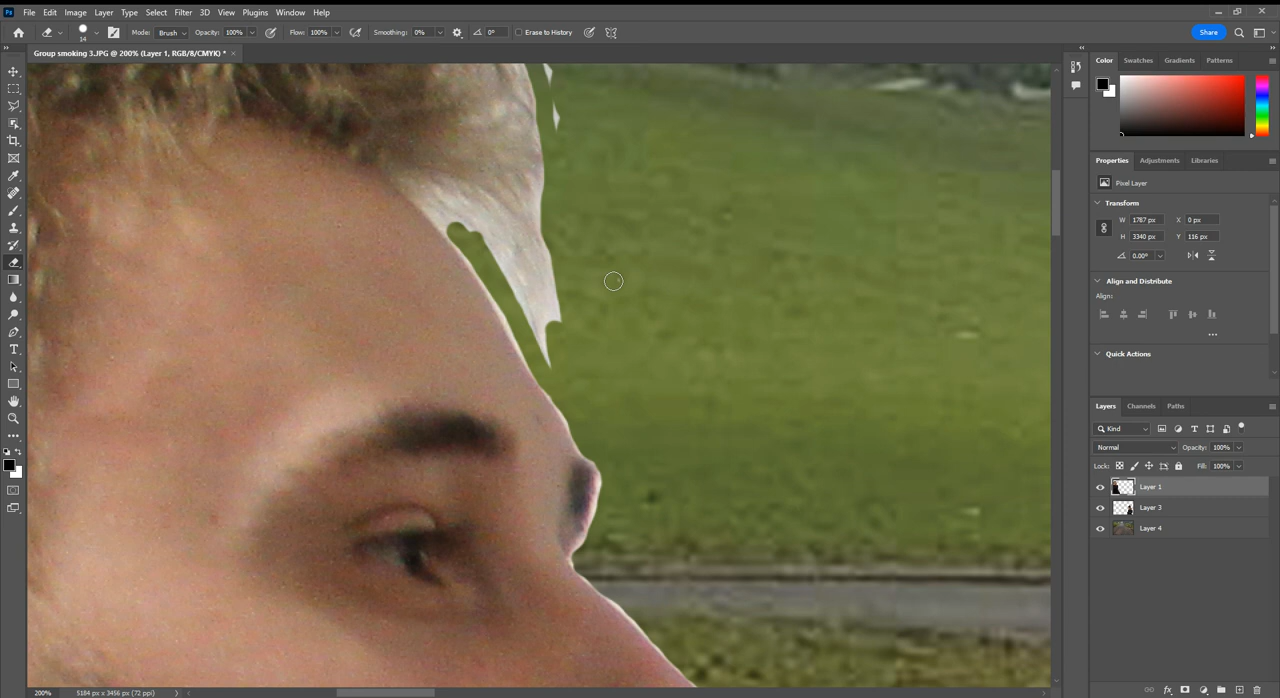 Ps File Edit Image Layer Type Select Filter 3D View Plugins Window Help
14 Mode: Brush Opacity: 100% Flow: 100% Smoothing: 0% 0° Erase to History Share
Group smoking 3.JPG @ 200% (Layer 1, RGB/8/CMYK) * ×
Color Swatches Gradients Patterns
Properties Adjustments Libraries
Pixel Layer
Transform
W 1787 px X 0 px
H 3340 px Y 116 px
0.00°
Align and Distribute
Align:
Quick Actions
Layers Channels Paths
Kind
Normal Opacity: 100%
Lock: Fill: 100%
Layer 1
Layer 3
Layer 4
200% 5184 px x 3456 px (72 ppi)